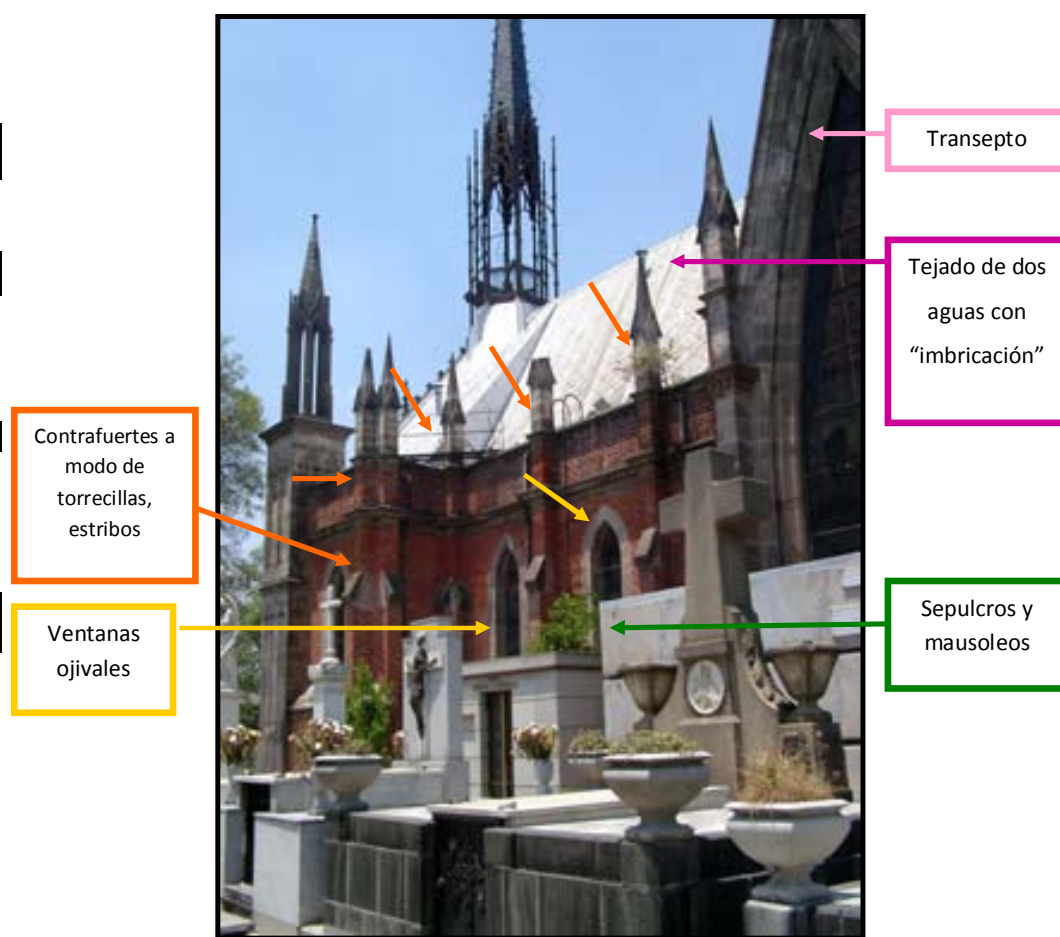 Transepto
Tejado de dos
aguas con
“imbricación”
Contrafuertes a
modo de
torrecillas,
estribos
Ventanas
ojivales
Sepulcros y
mausoleos